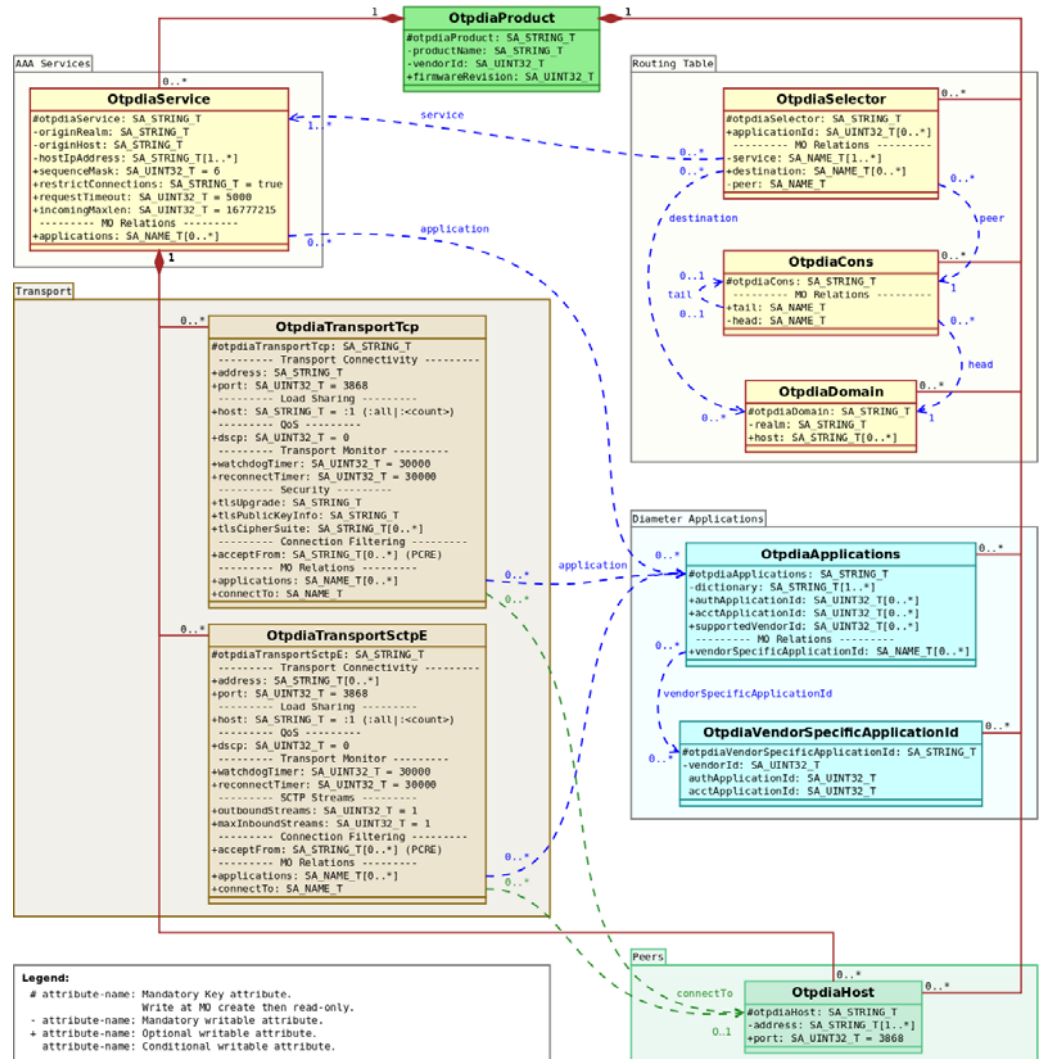 1
OtpdiaProduct
1
#otpdiaProduct: SA_STRING_T
-productName: SA_STRING_T
-vendorId: SA_UINT32_T
+firmwareRevision: SA_UINT32_T
AAA Services
0..*
OtpdiaService
#otpdiaService: SA_STRING_T
-originRealm: SA_STRING_T
-originHost: SA_STRING_T
-hostIpAddress: SA_STRING_T[1..*]
+sequenceMask: SA_UINT32_T = 6
+restrictConnections: SA_STRING_T = true
+requestTimeout: SA_UINT32_T = 5000
+incomingMaxlen: SA_UINT32_T = 16777215
--------- MO Relations ---------
+applications: SA_NAME_T[0..*]
1
1..*
service
0..*
application
Routing Table
OtpdiaSelector
0..*
#otpdiaSelector: SA_STRING_T
+applicationId: SA_UINT32_T[0..*]
--------- MO Relations ---------
-service: SA_NAME_T[1..*]
+destination: SA_NAME_T[0..*]
-peer: SA_NAME_T
0..*
0..*
0..*
destination
peer
OtpdiaCons
0..*
#otpdiaCons: SA_STRING_T
--------- MO Relations ---------
+tail: SA_NAME_T
-head: SA_NAME_T
0..1
tail
0..1
1
0..*
head
OtpdiaDomain
0..*
#otpdiaDomain: SA_STRING_T
-realm: SA_STRING_T
+host: SA_STRING_T[0..*]
0..*
1
Transport
0..*
OtpdiaTransportTcp
#otpdiaTransportTcp: SA_STRING_T
--------- Transport Connectivity ---------
+address: SA_STRING_T
+port: SA_UINT32_T = 3868
--------- Load Sharing ---------
+host: SA_STRING_T = :1 (:all|:<count>)
--------- QoS ---------
+dscp: SA_UINT32_T = 0
--------- Transport Monitor ---------
+watchdogTimer: SA_UINT32_T = 30000
+reconnectTimer: SA_UINT32_T = 30000
--------- Security ---------
+tlsUpgrade: SA_STRING_T
+tlsPublicKeyInfo: SA_STRING_T
+tlsCipherSuite: SA_STRING_T[0..*]
--------- Connection Filtering ---------
+acceptFrom: SA_STRING_T[0..*] (PCRE)
--------- MO Relations ---------
+applications: SA_NAME_T[0..*]
+connectTo: SA_NAME_T
0..*
application
0..*
0..*
OtpdiaTransportSctpE
#otpdiaTransportSctpE: SA_STRING_T
--------- Transport Connectivity ---------
+address: SA_STRING_T[0..*]
+port: SA_UINT32_T = 3868
--------- Load Sharing ---------
+host: SA_STRING_T = :1 (:all|:<count>)
--------- QoS ---------
+dscp: SA_UINT32_T = 0
--------- Transport Monitor ---------
+watchdogTimer: SA_UINT32_T = 30000
+reconnectTimer: SA_UINT32_T = 30000
--------- SCTP Streams ---------
+outboundStreams: SA_UINT32_T = 1
+maxInboundStreams: SA_UINT32_T = 1
--------- Connection Filtering ---------
+acceptFrom: SA_STRING_T[0..*] (PCRE)
--------- MO Relations ---------
+applications: SA_NAME_T[0..*]
+connectTo: SA_NAME_T
0..*
0..*
Diameter Applications
0..*
OtpdiaApplications
0..*
#otpdiaApplications: SA_STRING_T
-dictionary: SA_STRING_T[1..*]
+authApplicationId: SA_UINT32_T[0..*]
+acctApplicationId: SA_UINT32_T[0..*]
+supportedVendorId: SA_UINT32_T[0..*]
--------- MO Relations ---------
+vendorSpecificApplicationId: SA_NAME_T[0..*]
0..*
vendorSpecificApplicationId
0..*
OtpdiaVendorSpecificApplicationId
#otpdiaVendorSpecificApplicationId: SA_STRING_T
-vendorId: SA_UINT32_T
authApplicationId: SA_UINT32_T
acctApplicationId: SA_UINT32_T
0..*
Peers
0..*
connectTo
OtpdiaHost
0..*
#otpdiaHost: SA_STRING_T
-address: SA_STRING_T[1..*]
+port: SA_UINT32_T = 3868
0..1
Legend:
# attribute-name: Mandatory Key attribute.
Write at MO create then read-only.
- attribute-name: Mandatory writable attribute.
+ attribute-name: Optional writable attribute.
attribute-name: Conditional writable attribute.